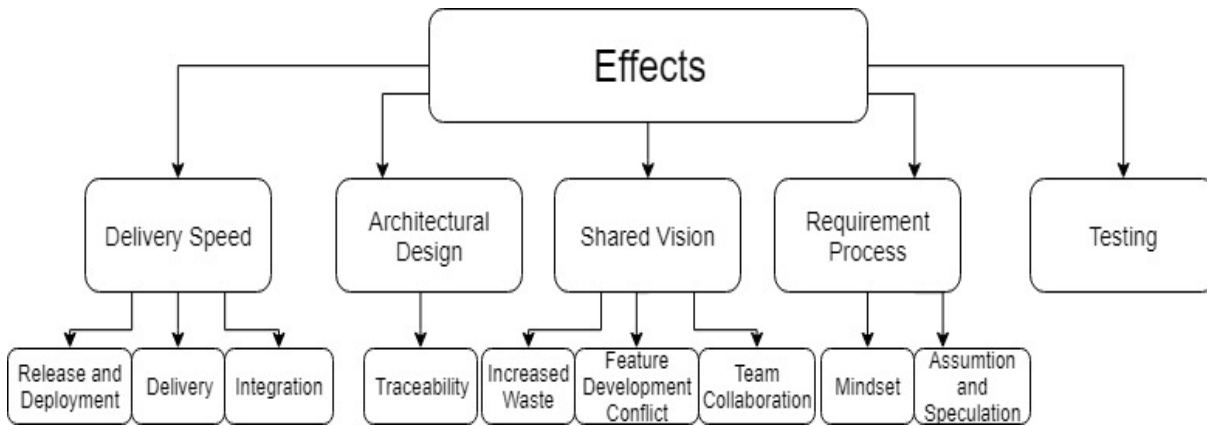 Effects
Delivery Speed
Architectural
Design
Shared Vision
Requirement
Process
Testing
Release and
Deployment
Delivery
Integration
Traceability
Increased
Waste
Feature
Development
Conflict
Team
Collaboration
Mindset
Assumtion
and
Speculation